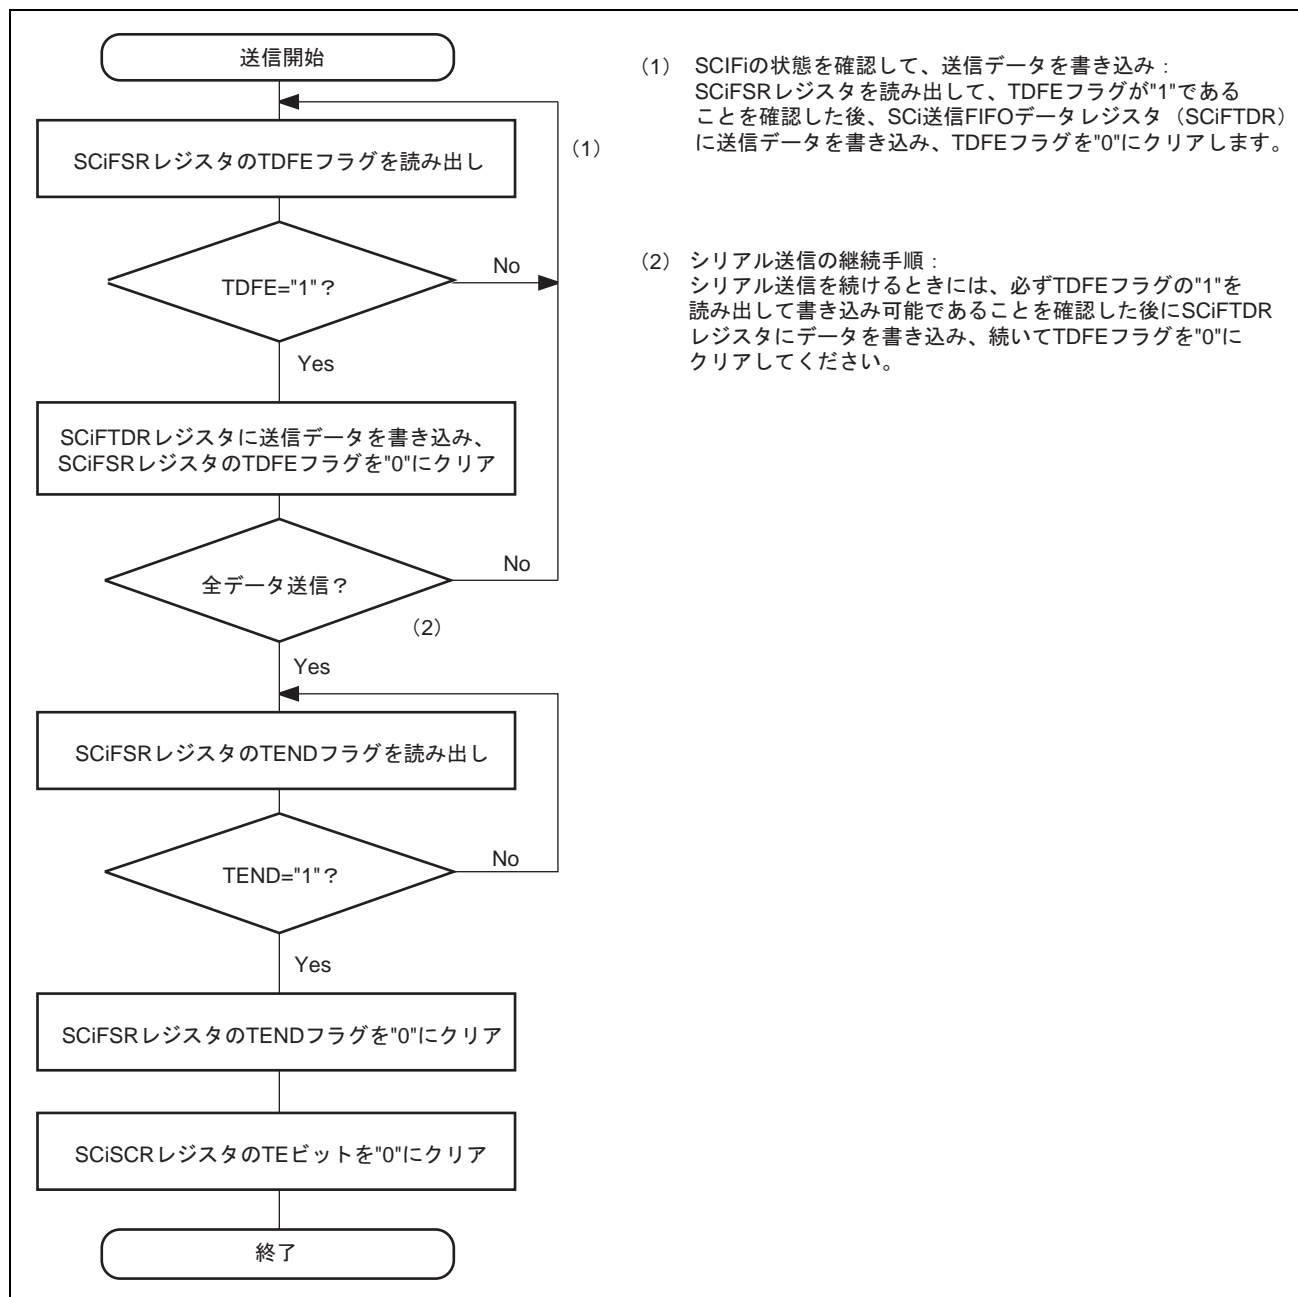 送信開始
SCiFSRレジスタのTDFEフラグを読み出し
(1)
TDFE="1"?
No
Yes
SCiFTDRレジスタに送信データを書き込み、
SCiFSRレジスタのTDFEフラグを"0"にクリア
全データ送信?
No
(2)
Yes
SCiFSRレジスタのTENDフラグを読み出し
TEND="1"?
No
Yes
SCiFSRレジスタのTENDフラグを"0"にクリア
SCiSCRレジスタのTEビットを"0"にクリア
終了
(1) SCIFiの状態を確認して、送信データを書き込み:
SCiFSRレジスタを読み出して、TDFEフラグが"1"である
ことを確認した後、SCi送信FIFOデータレジスタ(SCiFTDR)
に送信データを書き込み、TDFEフラグを"0"にクリアします。
(2) シリアル送信の継続手順:
シリアル送信を続けるときには、必ずTDFEフラグの"1"を
読み出して書き込み可能であることを確認した後にSCiFTDR
レジスタにデータを書き込み、続いてTDFEフラグを"0"に
クリアしてください。